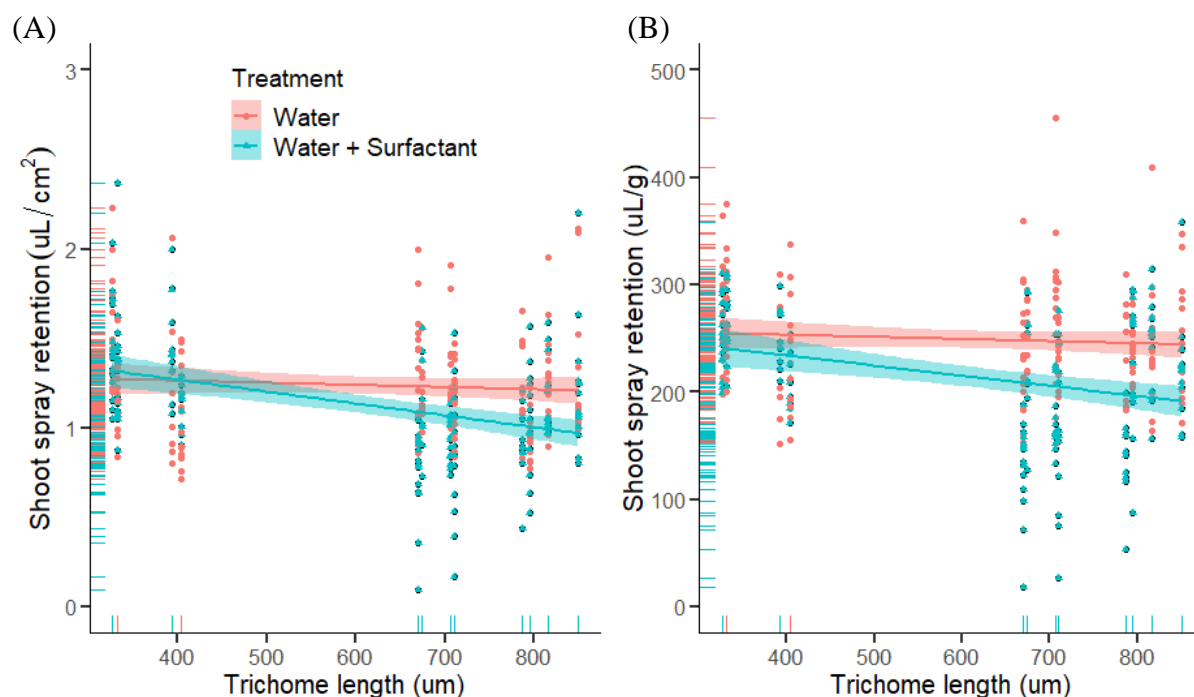 (A)
Shoot spray retention (uL/ cm²)
3
2
1
0
Treatment
Water
Water + Surfactant
400
500
600
700
800
Trichome length (um)
(B)
Shoot spray retention (uL/g)
500
400
300
200
100
0
400
500
600
700
800
Trichome length (um)